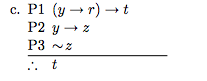 c. P1 (y → r) → t
P2 y → z
P3 ∼z
∴ t